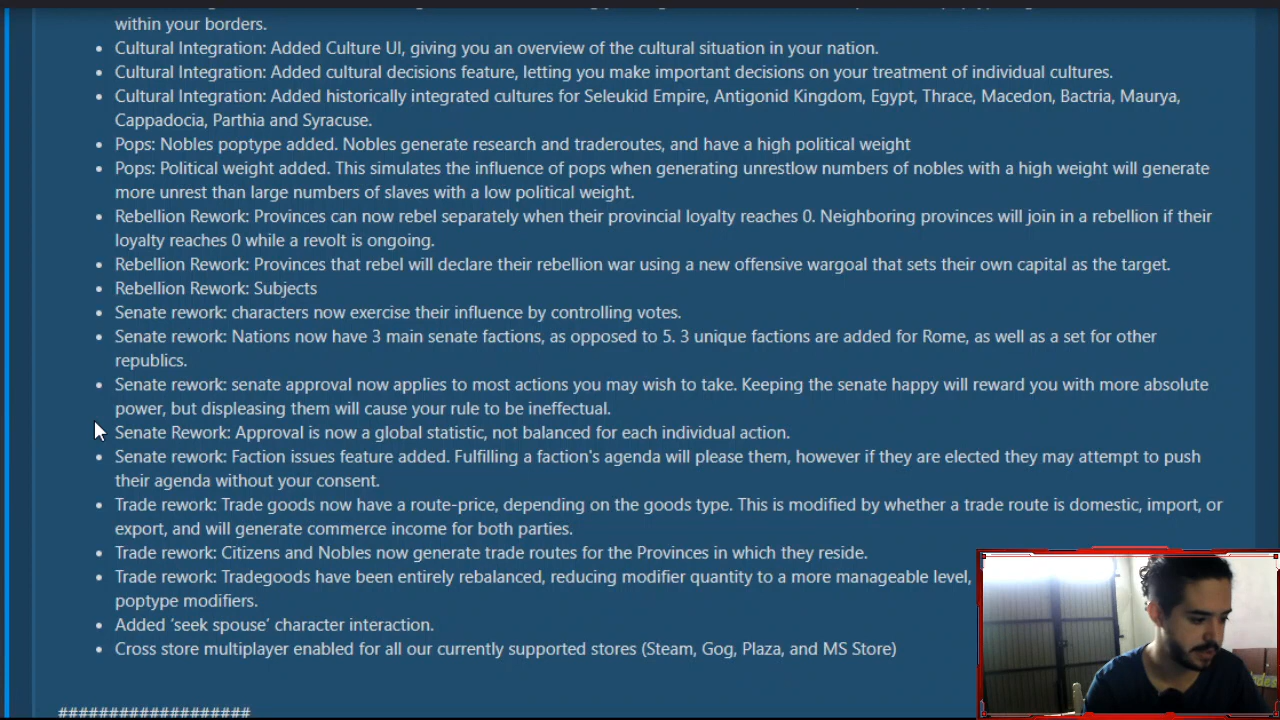 within your borders.
• Cultural Integration: Added Culture UI, giving you an overview of the cultural situation in your nation.
• Cultural Integration: Added cultural decisions feature, letting you make important decisions on your treatment of individual cultures.
• Cultural Integration: Added historically integrated cultures for Seleukid Empire, Antigonid Kingdom, Egypt, Thrace, Macedon, Bactria, Maurya,
Cappadocia, Parthia and Syracuse.
• Pops: Nobles poptype added. Nobles generate research and traderoutes, and have a high political weight
• Pops: Political weight added. This simulates the influence of pops when generating unrestlow numbers of nobles with a high weight will generate
more unrest than large numbers of slaves with a low political weight.
• Rebellion Rework: Provinces can now rebel separately when their provincial loyalty reaches 0. Neighboring provinces will join in a rebellion if their
loyalty reaches 0 while a revolt is ongoing.
• Rebellion Rework: Provinces that rebel will declare their rebellion war using a new offensive wargoal that sets their own capital as the target.
• Rebellion Rework: Subjects
• Senate rework: characters now exercise their influence by controlling votes.
• Senate rework: Nations now have 3 main senate factions, as opposed to 5. 3 unique factions are added for Rome, as well as a set for other
republics.
• Senate rework: senate approval now applies to most actions you may wish to take. Keeping the senate happy will reward you with more absolute
power, but displeasing them will cause your rule to be ineffectual.
• Senate Rework: Approval is now a global statistic, not balanced for each individual action.
• Senate rework: Faction issues feature added. Fulfilling a faction's agenda will please them, however if they are elected they may attempt to push
their agenda without your consent.
• Trade rework: Trade goods now have a route-price, depending on the goods type. This is modified by whether a trade route is domestic, import, or
export, and will generate commerce income for both parties.
• Trade rework: Citizens and Nobles now generate trade routes for the Provinces in which they reside.
• Trade rework: Tradegoods have been entirely rebalanced, reducing modifier quantity to a more manageable level,
poptype modifiers.
• Added ‘seek spouse’ character interaction.
• Cross store multiplayer enabled for all our currently supported stores (Steam, Gog, Plaza, and MS Store)
###################